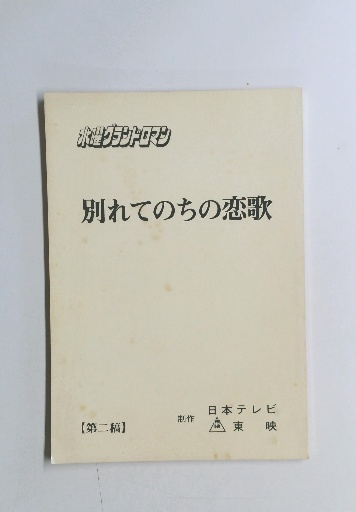 水曜グランドロマン
別れてのちの恋歌
【第二稿】
制作
日本テレビ
東映